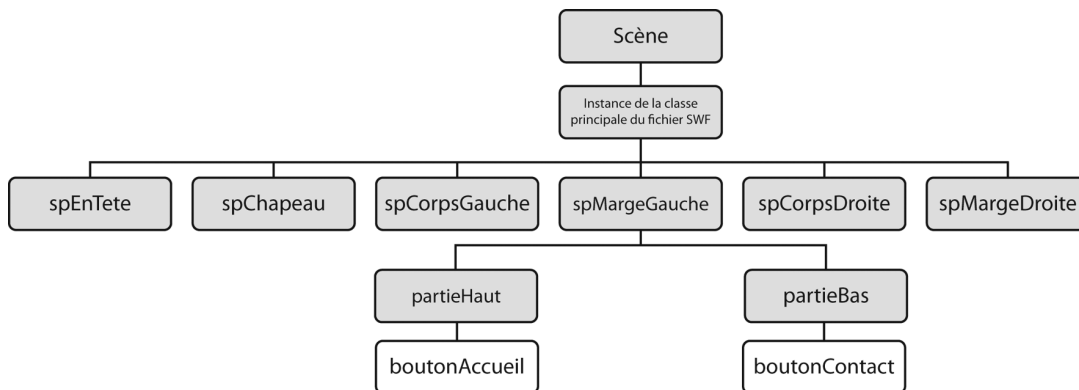 Scène
Instance de la classe
principale du fichier SWF
spEnTete
spChapeau
spCorpsGauche
spMargeGauche
spCorpsDroite
spMargeDroite
partieHaut
partieBas
boutonAccueil
boutonContact